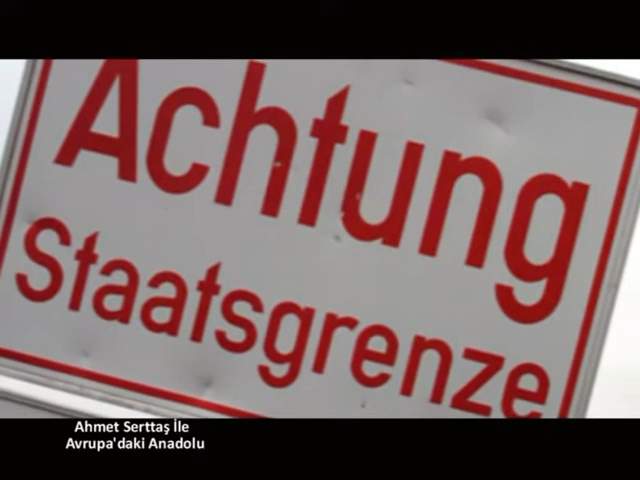 Achtung
Staatsgrenze
Ahmet Serttaş İle
Avrupa'daki Anadolu